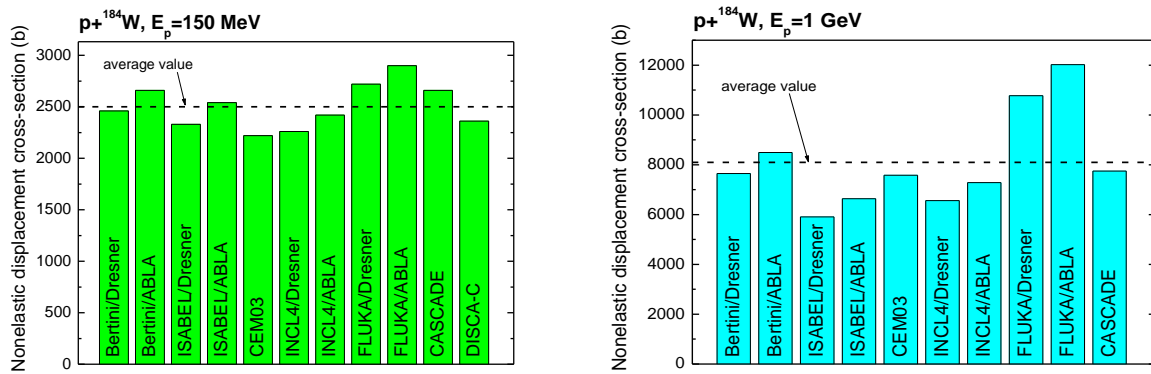 p+¹⁸⁴W, Eₚ=150 MeV
Nonelastic displacement cross-section (b)
3000
2500
2000
1500
1000
500
0
average value
Bertini/Dresner
Bertini/ABLA
ISABEL/Dresner
ISABEL/ABLA
CEM03
INCL4/Dresner
INCL4/ABLA
FLUKA/Dresner
FLUKA/ABLA
CASCADE
DISCA-C
p+¹⁸⁴W, Eₚ=1 GeV
Nonelastic displacement cross-section (b)
12000
10000
8000
6000
4000
2000
0
average value
Bertini/Dresner
Bertini/ABLA
ISABEL/Dresner
ISABEL/ABLA
CEM03
INCL4/Dresner
INCL4/ABLA
FLUKA/Dresner
FLUKA/ABLA
CASCADE